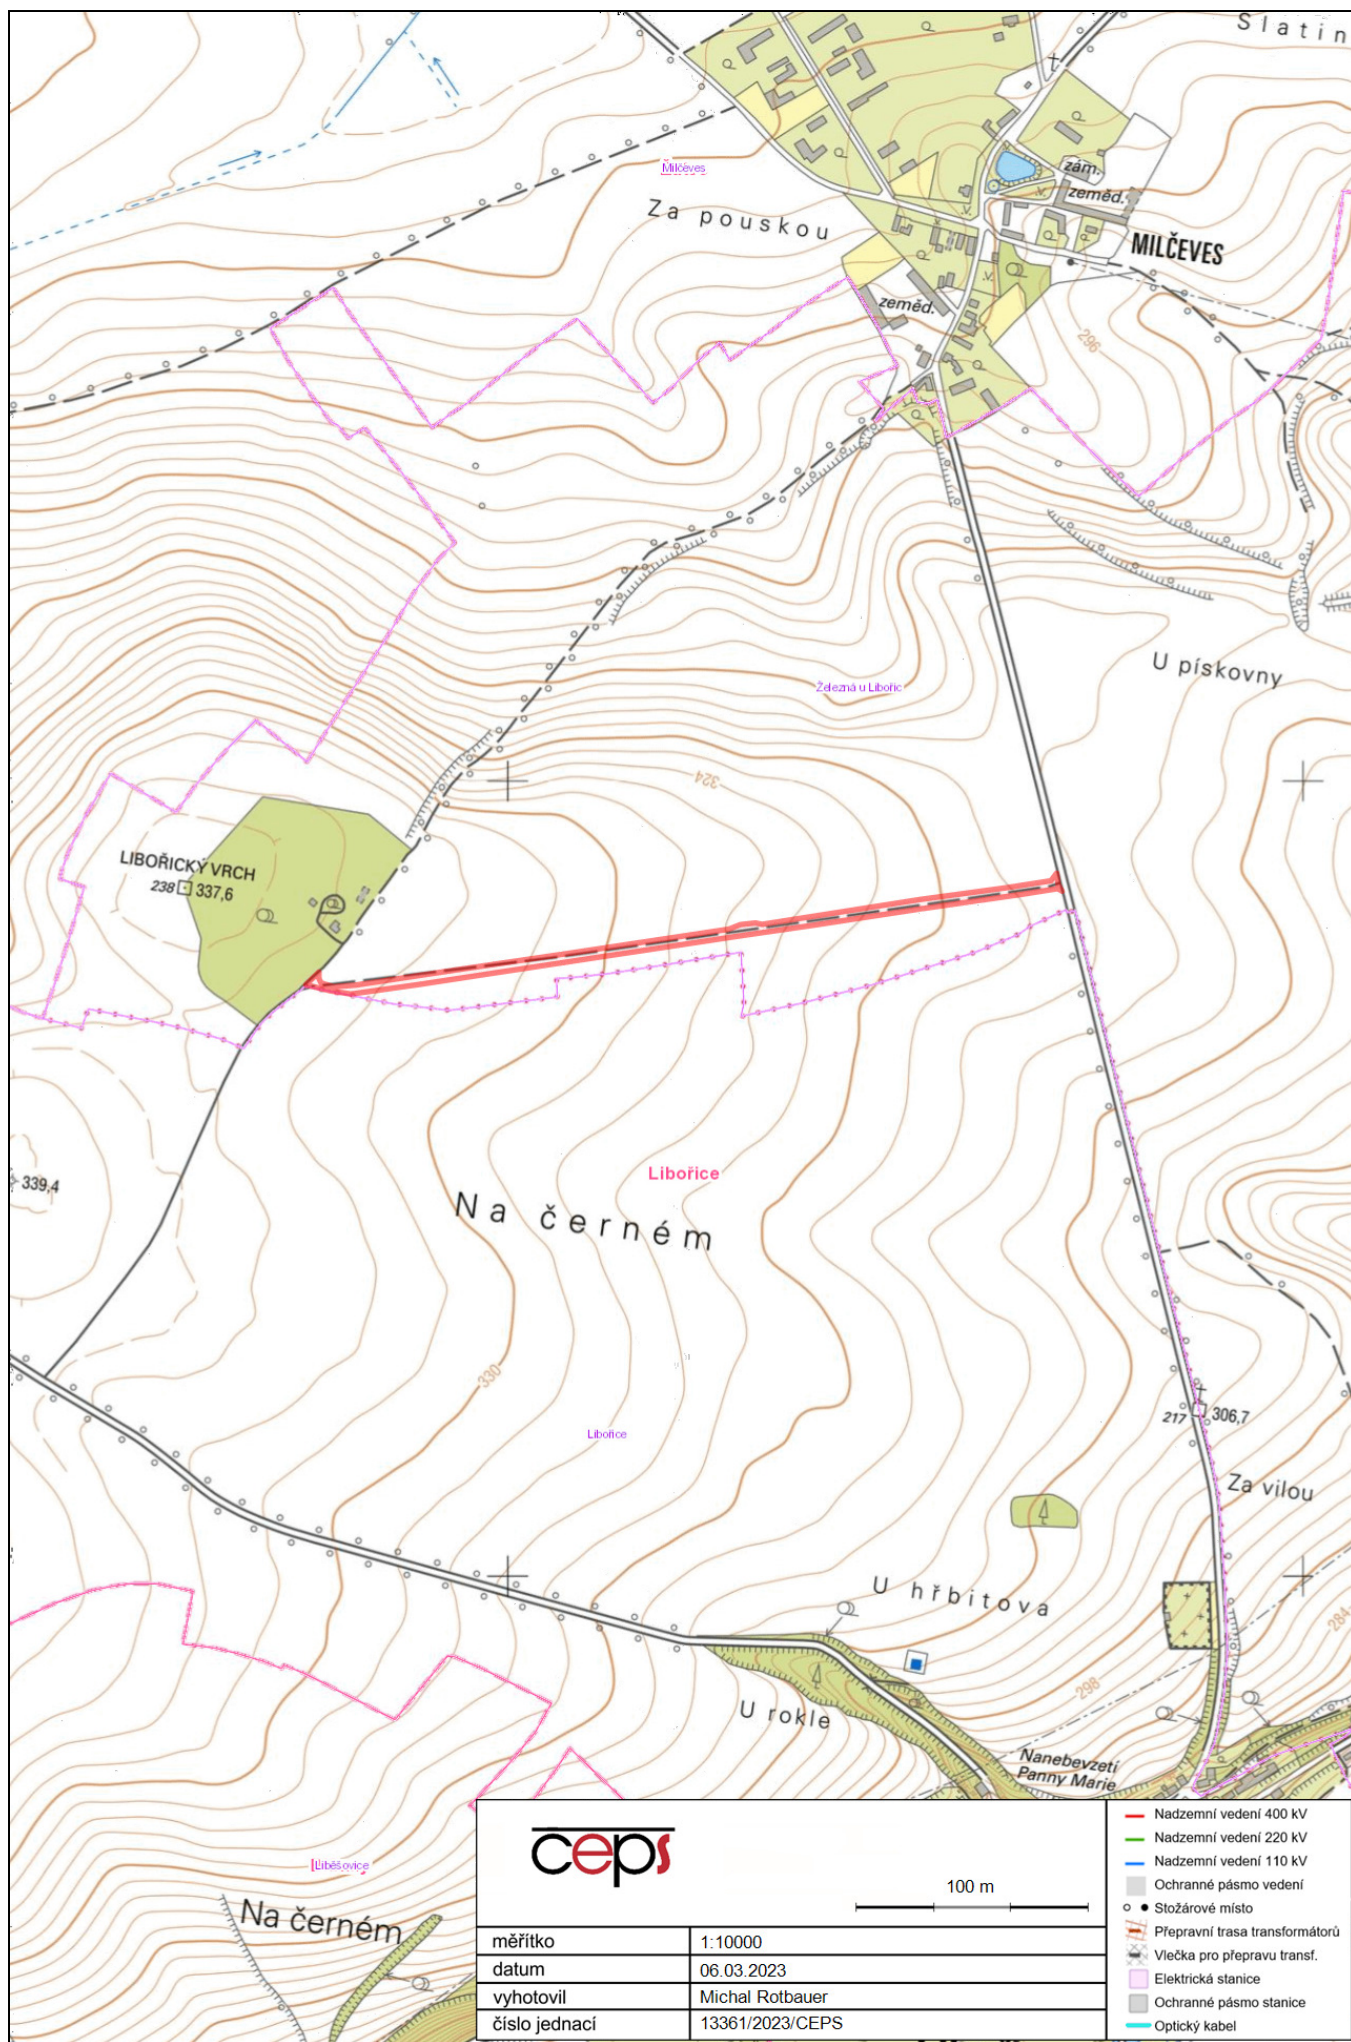 Slatin
Milčeves
Za pouskou
zám.
zeměd.
MILČEVES
zeměd.
296
U pískovny
Železná u Libořic
324
LIBOŘICKÝ VRCH
238 337,6
Libořice
339,4
Na černém
330
217 306,7
Libořice
Za vilou
U hřbitova
284
298
U rokle
Nanebevzetí
Panny Marie
Liběšovice
Na černém
čeps
100 m
měřítko 1:10000
datum 06.03.2023
vyhotovil Michal Rotbauer
číslo jednací 13361/2023/CEPS
Nadzemní vedení 400 kV
Nadzemní vedení 220 kV
Nadzemní vedení 110 kV
Ochranné pásmo vedení
Stožárové místo
Přepravní trasa transformátorů
Vlečka pro přepravu transf.
Elektrická stanice
Ochranné pásmo stanice
Optický kabel